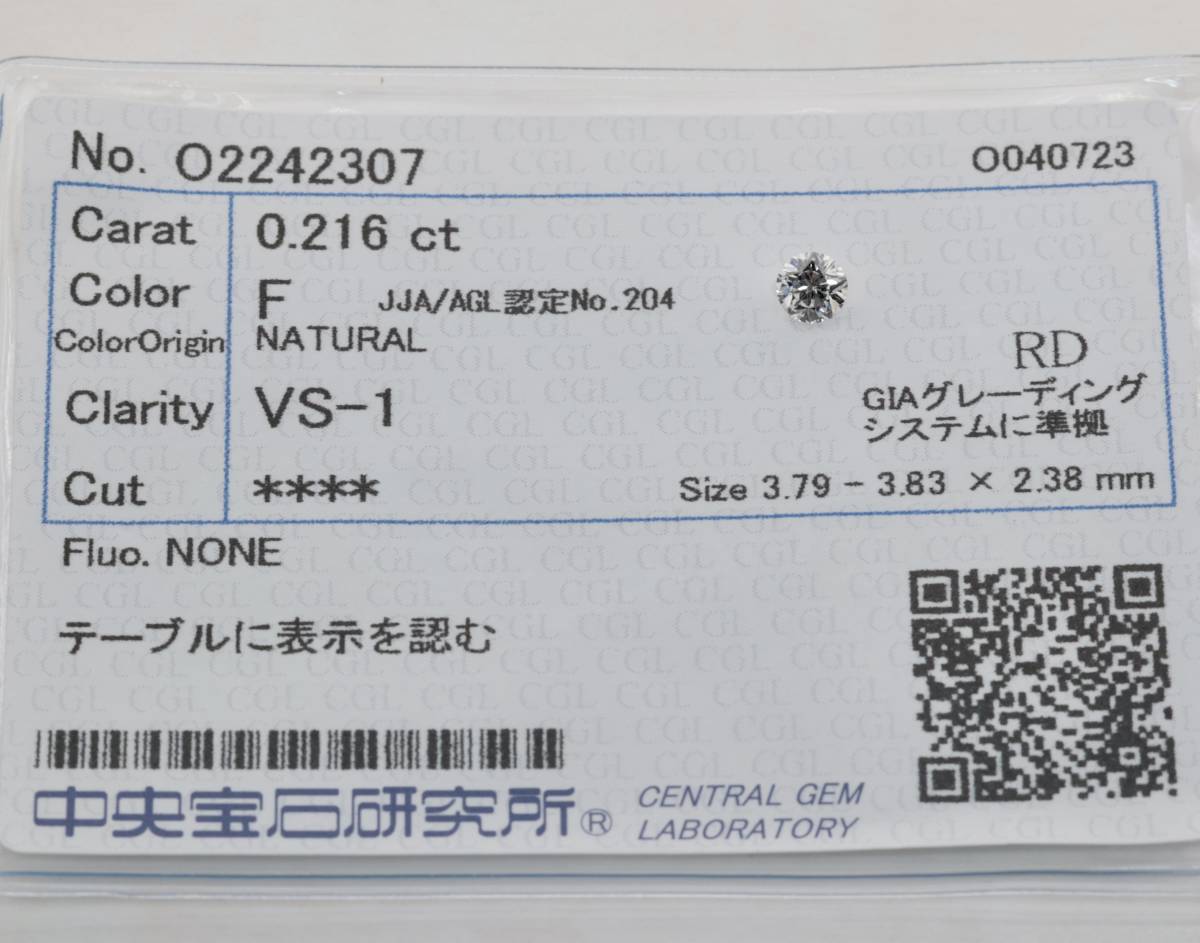 No. O2242307 O040723
Carat 0.216 ct
Color F JJA/AGL認定No.204
ColorOrigin NATURAL
RD
Clarity VS-1
GIAグレーディング
システムに準拠
Cut ****
Size 3.79 - 3.83 × 2.38 mm
Fluo. NONE
テーブルに表示を認む
中央宝石研究所® CENTRAL GEM
LABORATORY